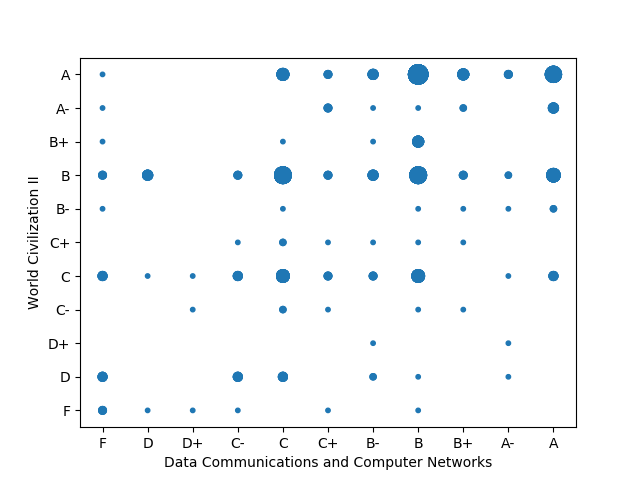 A
A-
B+
B
B-
C+
C
C-
D+
D
F
World Civilization II
F D D+ C- C C+ B- B B+ A- A
Data Communications and Computer Networks